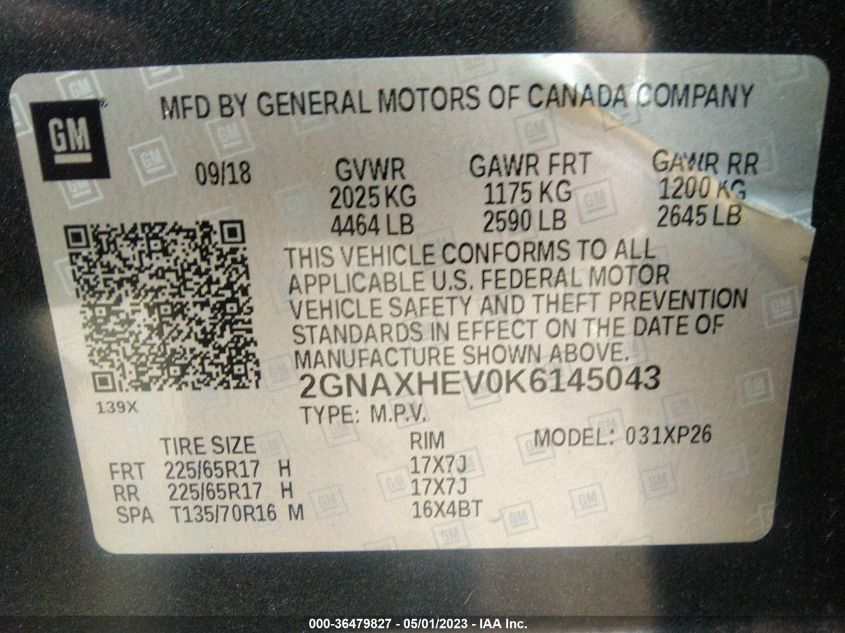 GM
MFD BY GENERAL MOTORS OF CANADA COMPANY
09/18 GVWR GAWR FRT GAWR RR
2025 KG 1175 KG 1200 KG
4464 LB 2590 LB 2645 LB
THIS VEHICLE CONFORMS TO ALL
APPLICABLE U.S. FEDERAL MOTOR
VEHICLE SAFETY AND THEFT PREVENTION
STANDARDS IN EFFECT ON THE DATE OF
MANUFACTURE SHOWN ABOVE.
2GNAXHEV0K6145043
139X
TYPE: M.P.V.
TIRE SIZE RIM MODEL: 031XP26
FRT 225/65R17 H 17X7J
RR 225/65R17 H 17X7J
SPA T135/70R16 M 16X4BT
000-36479827 - 05/01/2023 - IAA Inc.